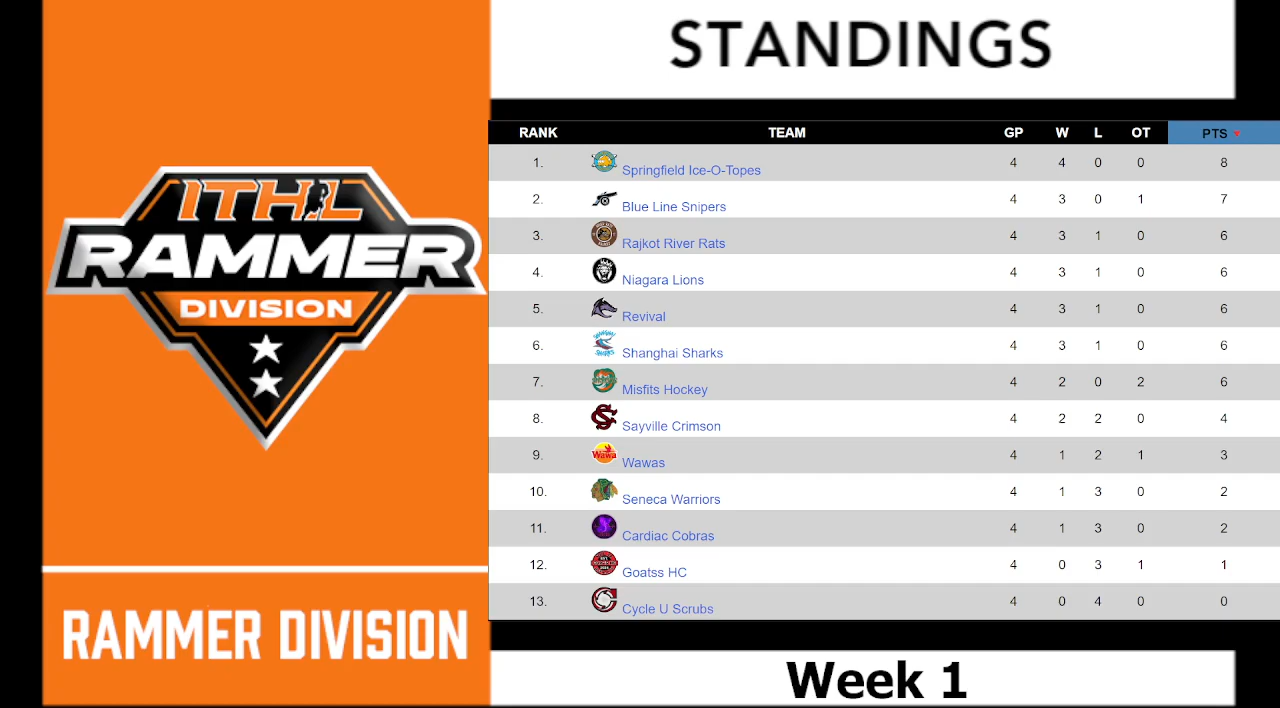 STANDINGS
RANK TEAM GP W L OT PTS
1. Springfield Ice-O-Topes 4 4 0 0 8
2. Blue Line Snipers 4 3 0 1 7
3. Rajkot River Rats 4 3 1 0 6
4. Niagara Lions 4 3 1 0 6
5. Revival 4 3 1 0 6
6. Shanghai Sharks 4 3 1 0 6
7. Misfits Hockey 4 2 0 2 6
8. Sayville Crimson 4 2 2 0 4
9. Wawa Wawas 4 1 2 1 3
10. Seneca Warriors 4 1 3 0 2
11. Cardiac Cobras 4 1 3 0 2
12. Goatss HC 4 0 3 1 1
13. Cycle U Scrubs 4 0 4 0 0
ITHL
RAMMER
DIVISION
RAMMER DIVISION
Week 1